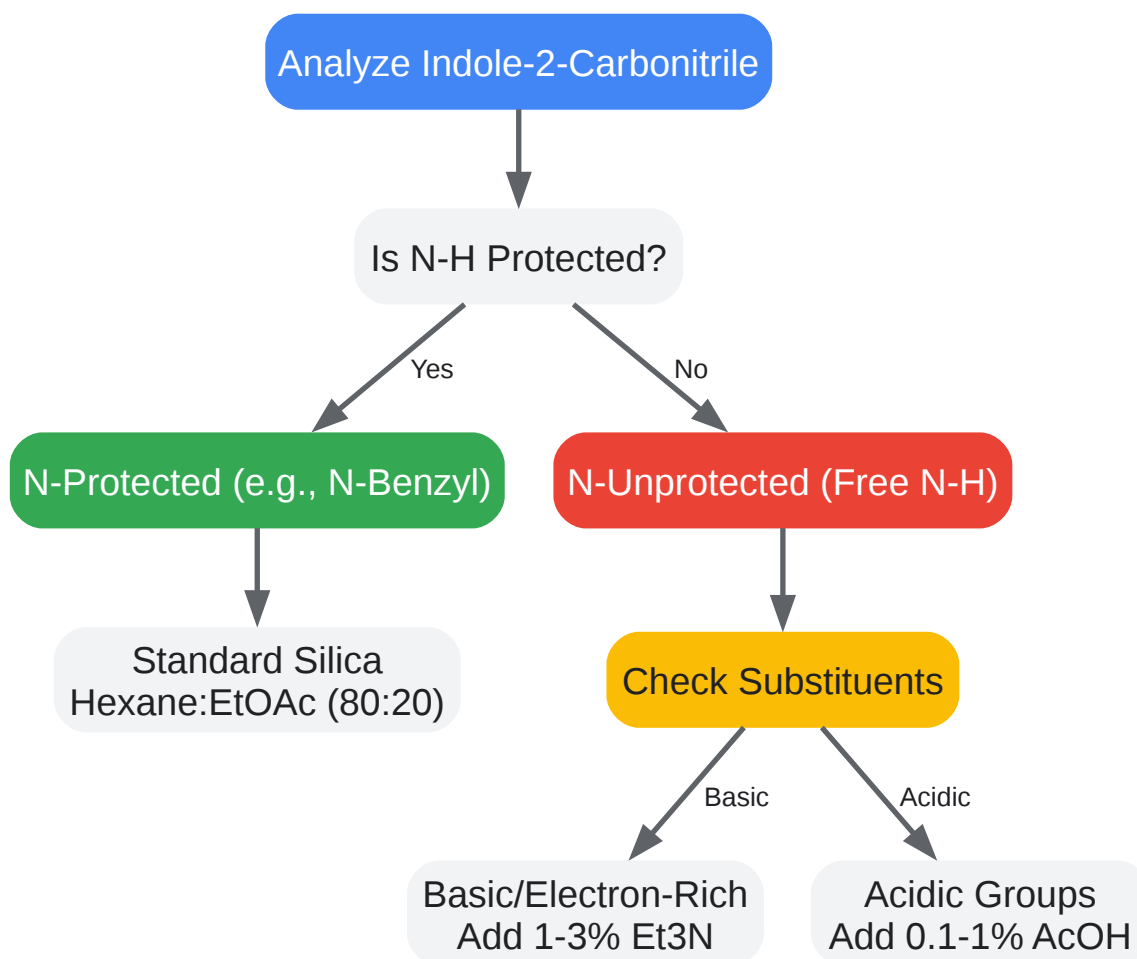 Analyze Indole-2-Carbonitrile
Is N-H Protected?
Yes
No
N-Protected (e.g., N-Benzyl)
N-Unprotected (Free N-H)
Standard Silica
Hexane:EtOAc (80:20)
Check Substituents
Basic
Acidic
Basic/Electron-Rich
Add 1-3% Et3N
Acidic Groups
Add 0.1-1% AcOH